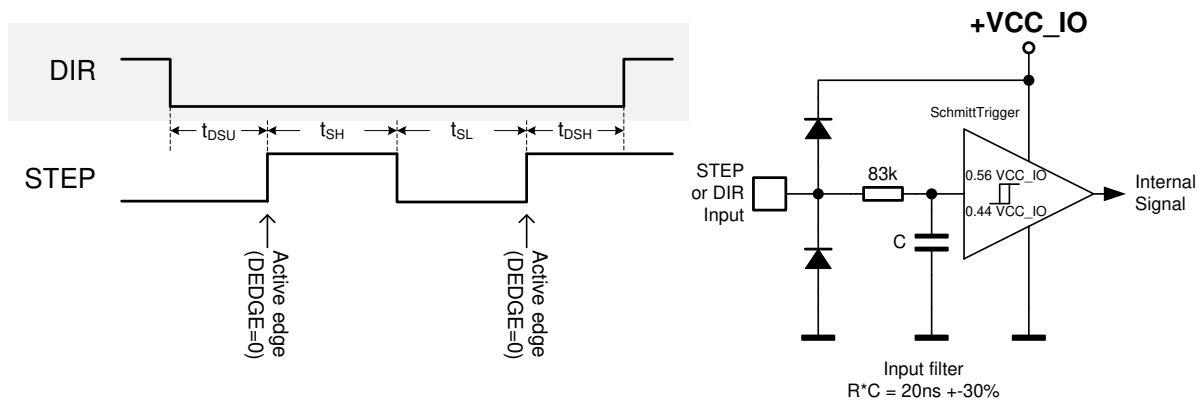 DIR
tDSU
tSH
tSL
tDSH
STEP
Active edge
(DEDGE=0)
Active edge
(DEDGE=0)
+VCC_IO
SchmittTrigger
STEP
or DIR
Input
83k
0.56 VCC_IO
0.44 VCC_IO
C
Internal
Signal
Input filter
R*C = 20ns +-30%